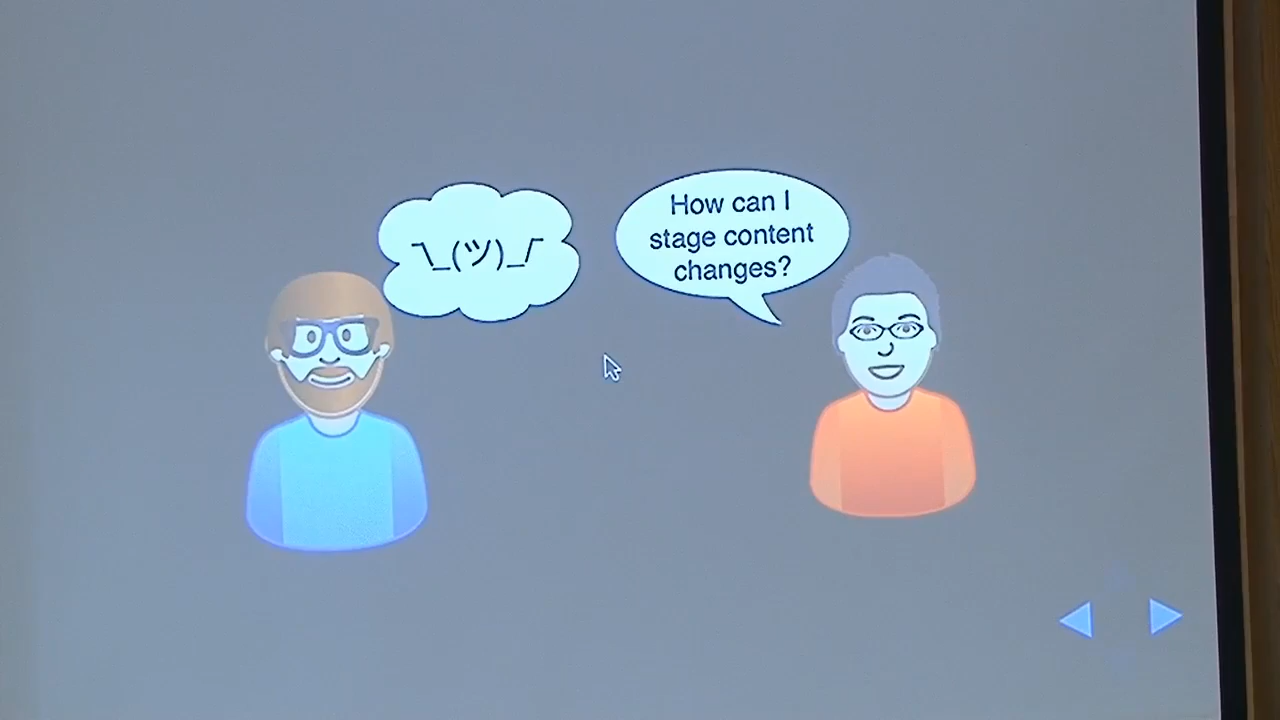 ¯\_(ツ)_/¯
How can I
stage content
changes?